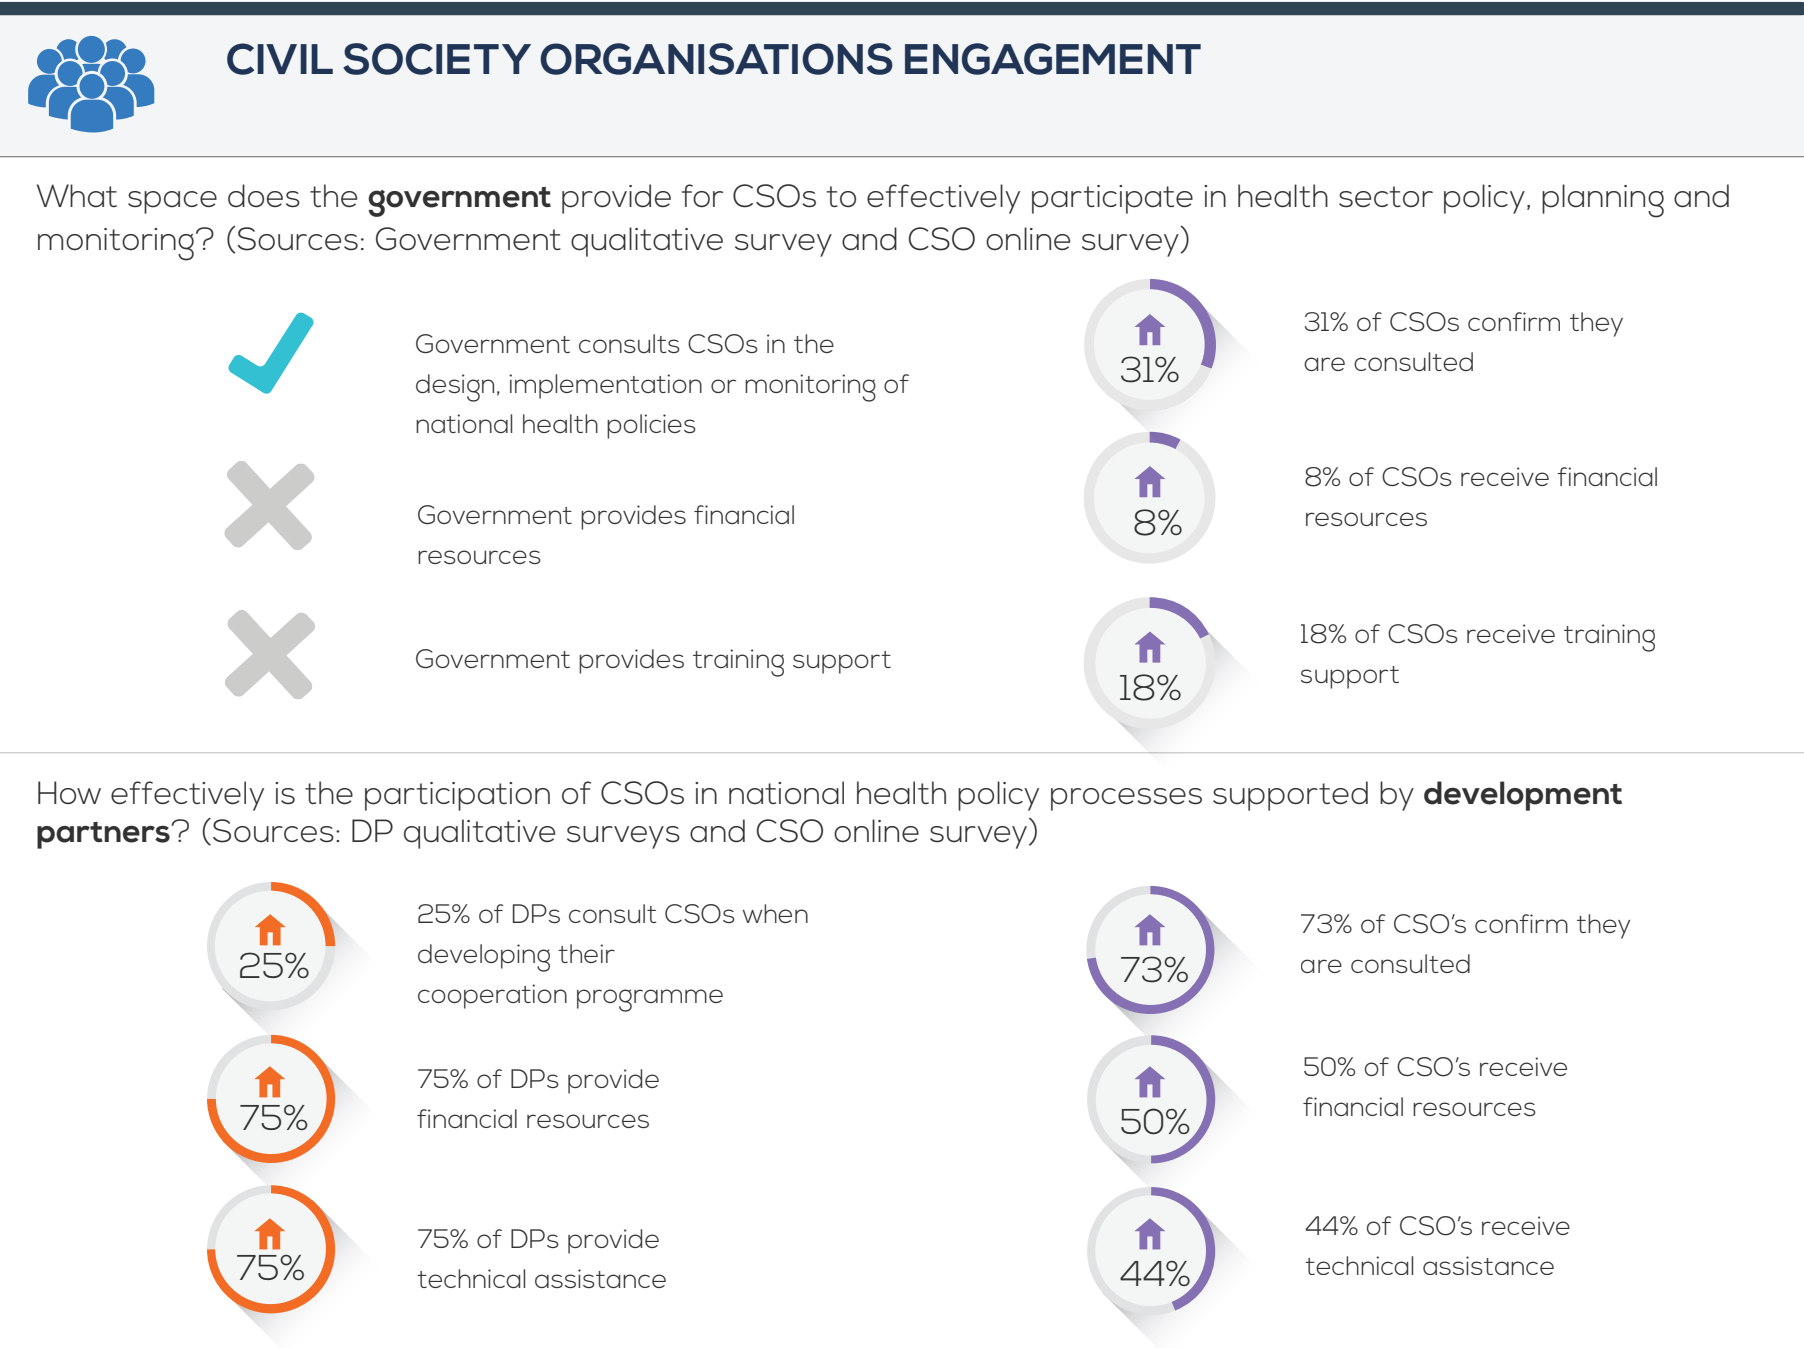 CIVIL SOCIETY ORGANISATIONS ENGAGEMENT
What space does the government provide for CSOs to effectively participate in health sector policy, planning and
monitoring? (Sources: Government qualitative survey and CSO online survey)
Government consults CSOs in the
design, implementation or monitoring of
national health policies
31%
31% of CSOs confirm they
are consulted
Government provides financial
resources
8%
8% of CSOs receive financial
resources
Government provides training support
18%
18% of CSOs receive training
support
How effectively is the participation of CSOs in national health policy processes supported by development
partners? (Sources: DP qualitative surveys and CSO online survey)
25%
25% of DPs consult CSOs when
developing their
cooperation programme
73%
73% of CSO's confirm they
are consulted
75%
75% of DPs provide
financial resources
50%
50% of CSO's receive
financial resources
75%
75% of DPs provide
technical assistance
44%
44% of CSO's receive
technical assistance